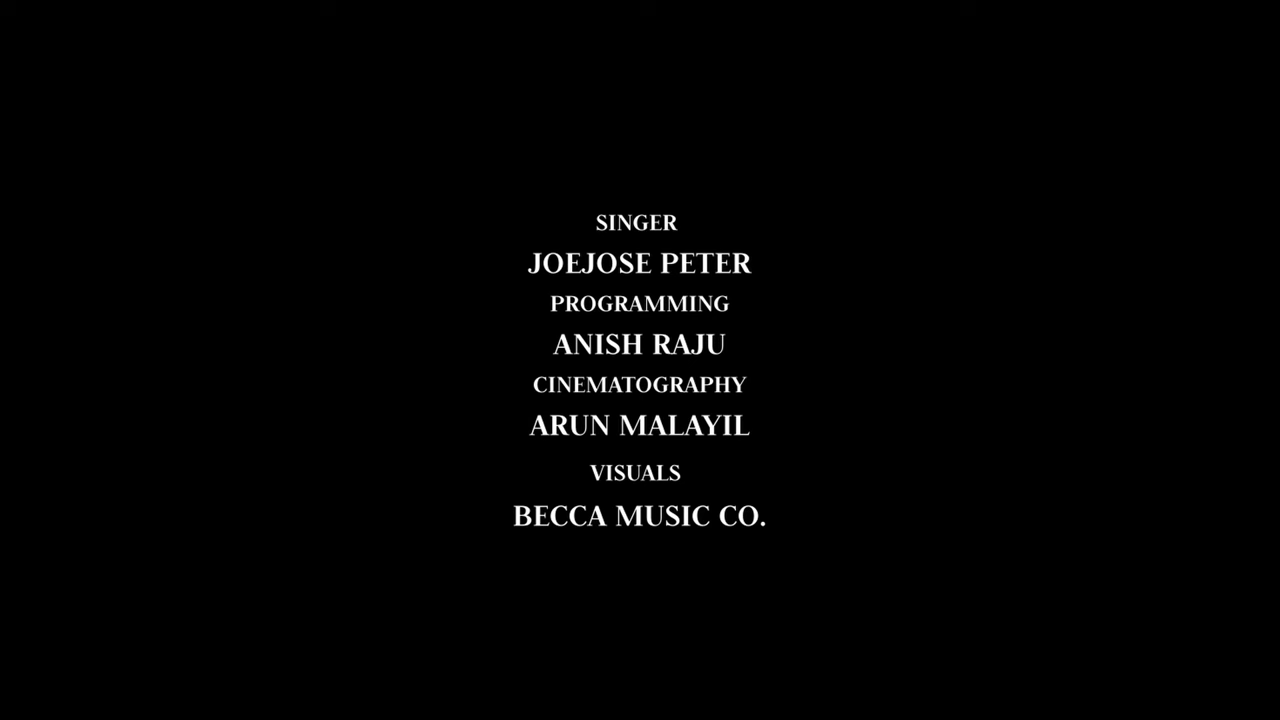 SINGER
JOEJOSE PETER
PROGRAMMING
ANISH RAJU
CINEMATOGRAPHY
ARUN MALAYIL
VISUALS
BECCA MUSIC CO.